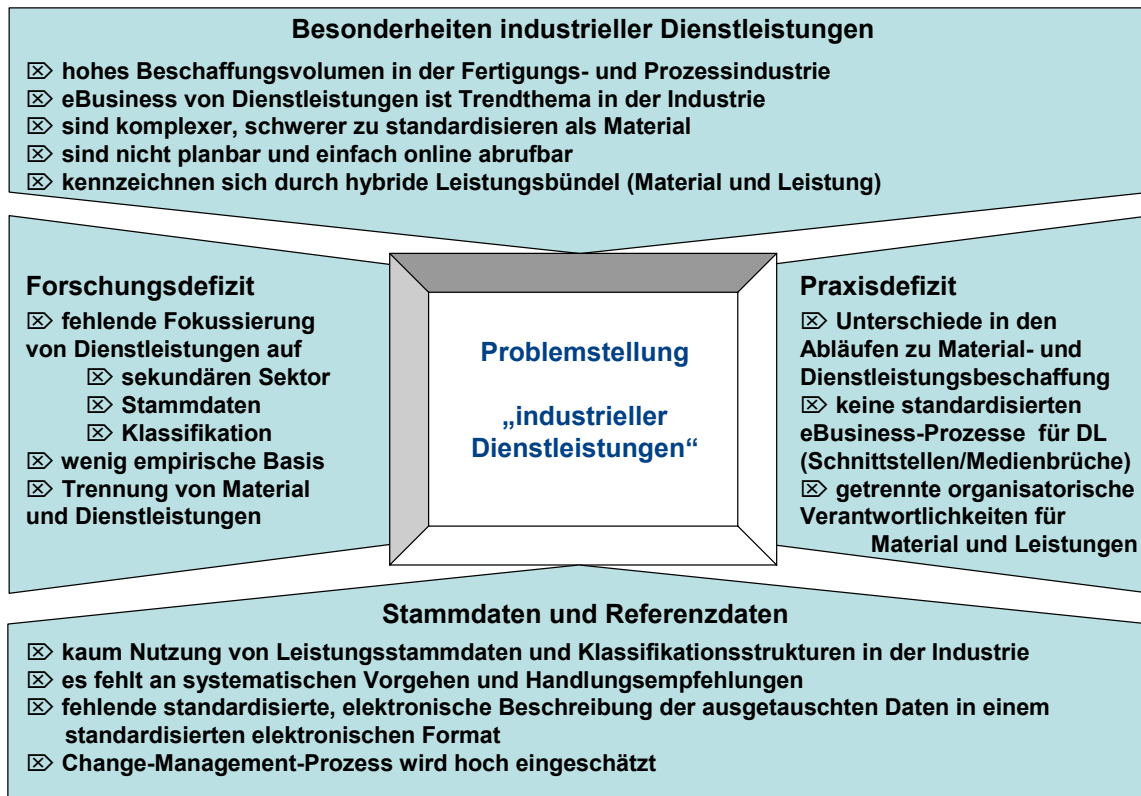 Besonderheiten industrieller Dienstleistungen
⌦ hohes Beschaffungsvolumen in der Fertigungs- und Prozessindustrie
⌦ eBusiness von Dienstleistungen ist Trendthema in der Industrie
⌦ sind komplexer, schwerer zu standardisieren als Material
⌦ sind nicht planbar und einfach online abrufbar
⌦ kennzeichnen sich durch hybride Leistungsbündel (Material und Leistung)
Forschungsdefizit
⌦ fehlende Fokussierung
von Dienstleistungen auf
⌦ sekundären Sektor
⌦ Stammdaten
⌦ Klassifikation
⌦ wenig empirische Basis
⌦ Trennung von Material
und Dienstleistungen
Problemstellung
„industrieller
Dienstleistungen“
Praxisdefizit
⌦ Unterschiede in den
Abläufen zu Material- und
Dienstleistungsbeschaffung
⌦ keine standardisierten
eBusiness-Prozesse für DL
(Schnittstellen/Medienbrüche)
⌦ getrennte organisatorische
Verantwortlichkeiten für
Material und Leistungen
Stammdaten und Referenzdaten
⌦ kaum Nutzung von Leistungsstammdaten und Klassifikationsstrukturen in der Industrie
⌦ es fehlt an systematischen Vorgehen und Handlungsempfehlungen
⌦ fehlende standardisierte, elektronische Beschreibung der ausgetauschten Daten in einem
standardisierten elektronischen Format
⌦ Change-Management-Prozess wird hoch eingeschätzt